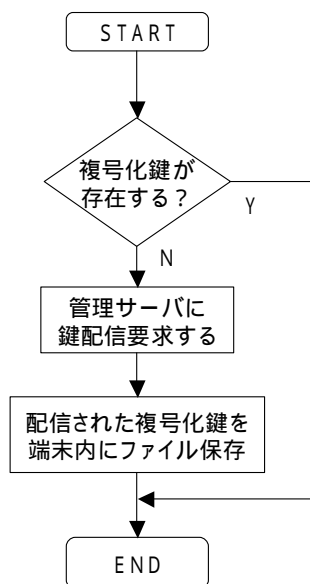 START
複号化鍵が
存在する?
Y
N
管理サーバに
鍵配信要求する
配信された複号化鍵を
端末内にファイル保存
END